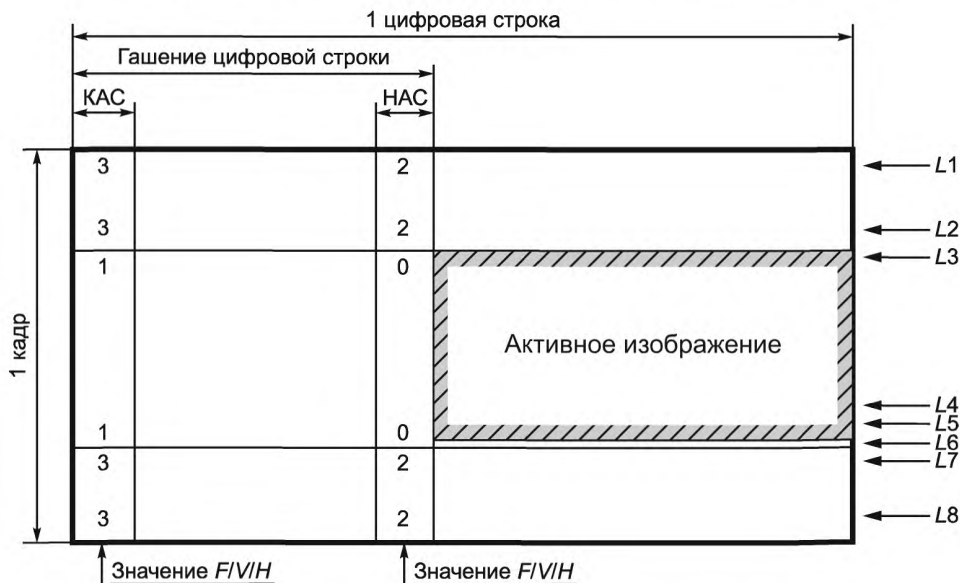 1 цифровая строка
Гашение цифровой строки
КАС НАС
3 2 L1
3 2 L2
L3
1 0
1 кадр
Активное изображение
L4
1 0 L5
L6
3 2 L7
3 2 L8
Значение F/V/H Значение F/V/H